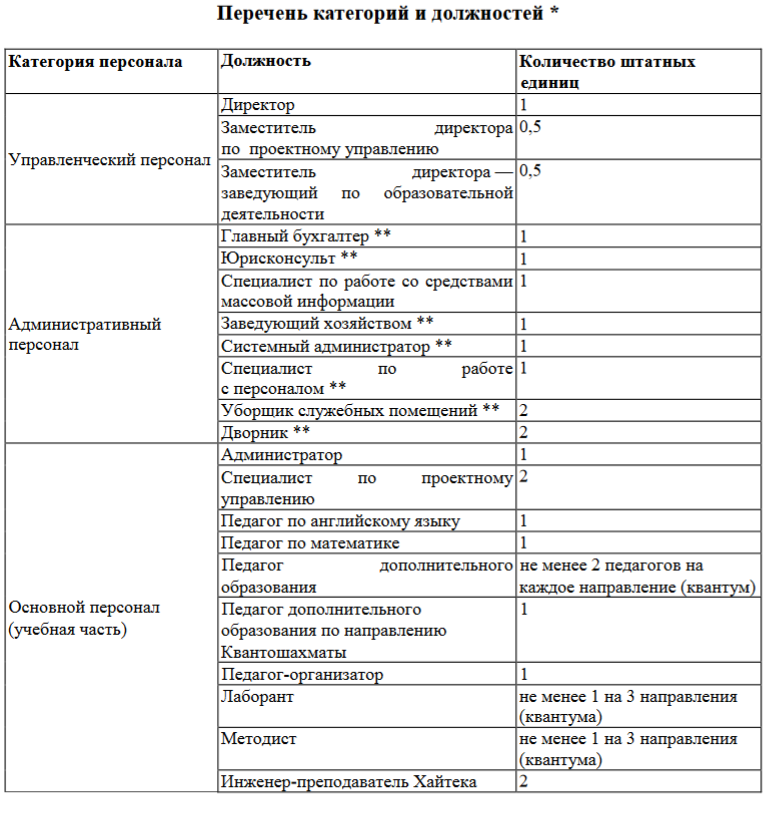 Перечень категорий и должностей *
Категория персонала
Должность
Количество штатных
единиц
Управленческий персонал
Директор
1
Заместитель директора
по проектному управлению
0,5
Заместитель директора —
заведующий по образовательной
деятельности
0,5
Административный
персонал
Главный бухгалтер **
1
Юрисконсульт **
1
Специалист по работе со средствами
массовой информации
1
Заведующий хозяйством **
1
Системный администратор **
1
Специалист по работе
с персоналом **
1
Уборщик служебных помещений **
2
Дворник **
2
Основной персонал
(учебная часть)
Администратор
1
Специалист по проектному
управлению
2
Педагог по английскому языку
1
Педагог по математике
1
Педагог дополнительного
образования
не менее 2 педагогов на
каждое направление (квантум)
Педагог дополнительного
образования по направлению
Квантошахматы
1
Педагог-организатор
1
Лаборант
не менее 1 на 3 направления
(квантума)
Методист
не менее 1 на 3 направления
(квантума)
Инженер-преподаватель Хайтека
2